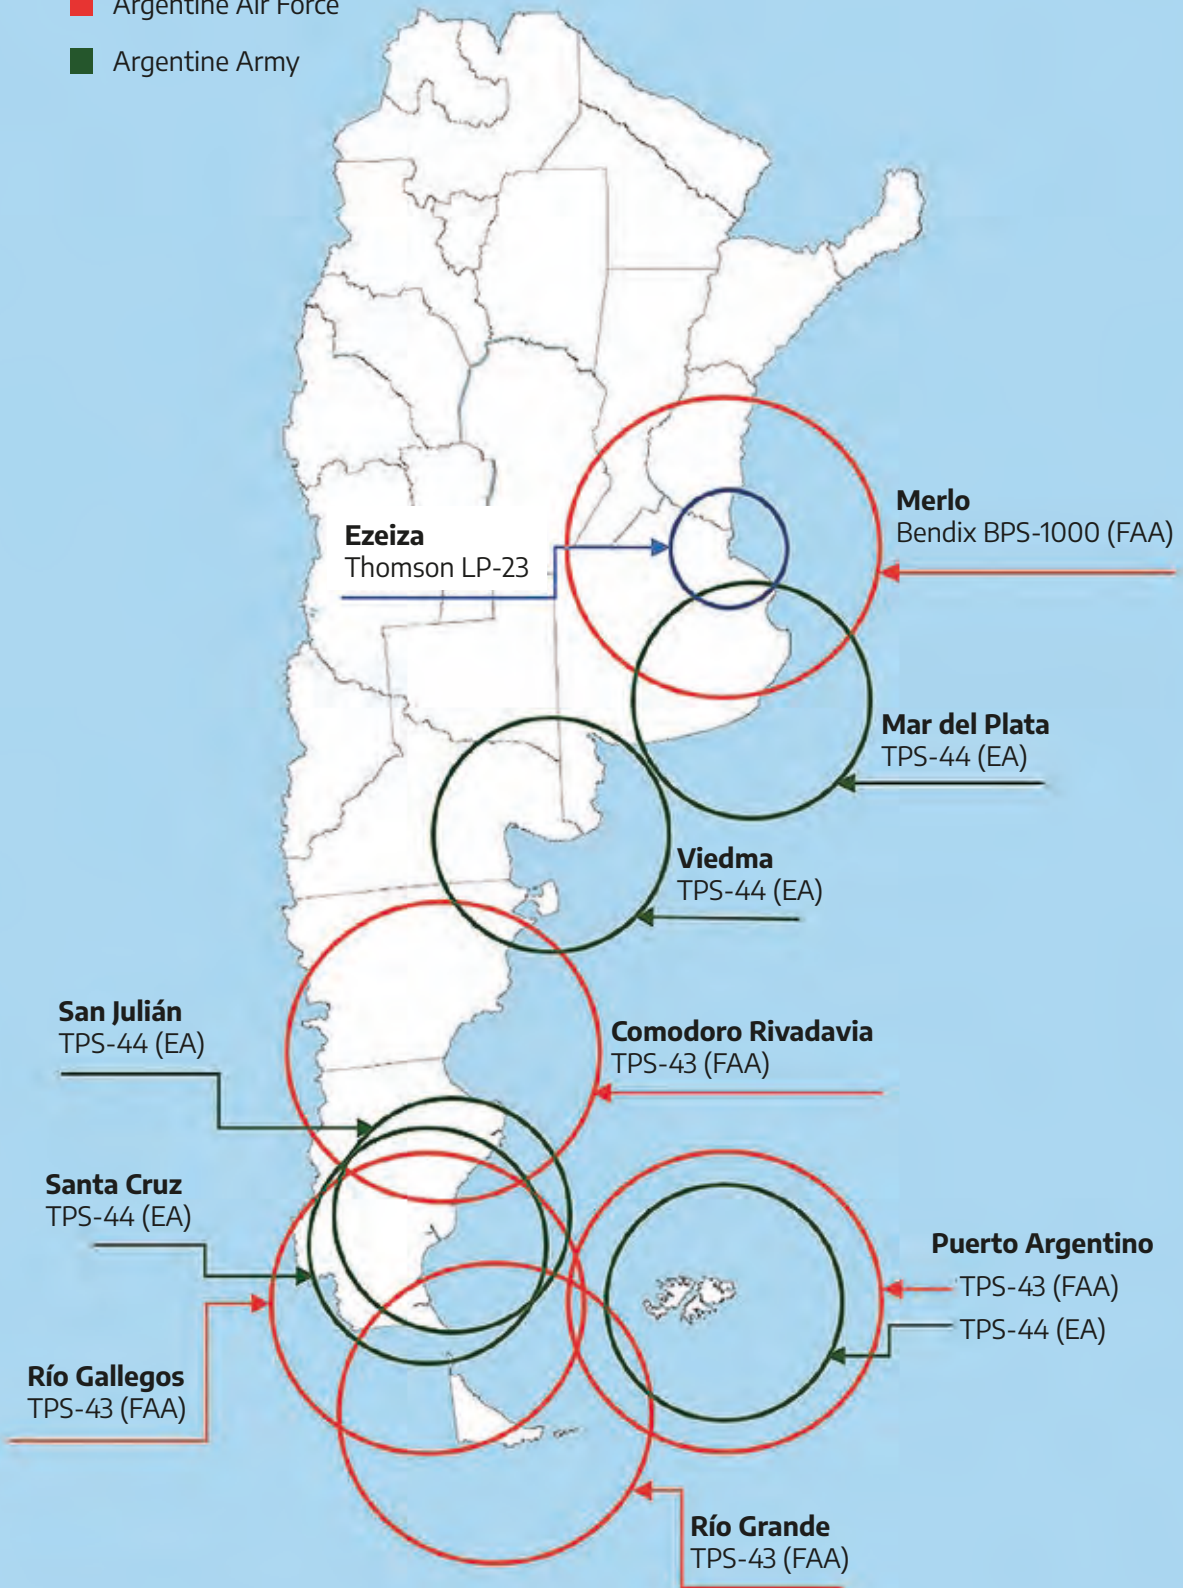 Argentine Air Force
Argentine Army
Merlo
Bendix BPS-1000 (FAA)
Ezeiza
Thomson LP-23
Mar del Plata
TPS-44 (EA)
Viedma
TPS-44 (EA)
San Julián
TPS-44 (EA)
Comodoro Rivadavia
TPS-43 (FAA)
Santa Cruz
TPS-44 (EA)
Puerto Argentino
TPS-43 (FAA)
TPS-44 (EA)
Río Gallegos
TPS-43 (FAA)
Río Grande
TPS-43 (FAA)